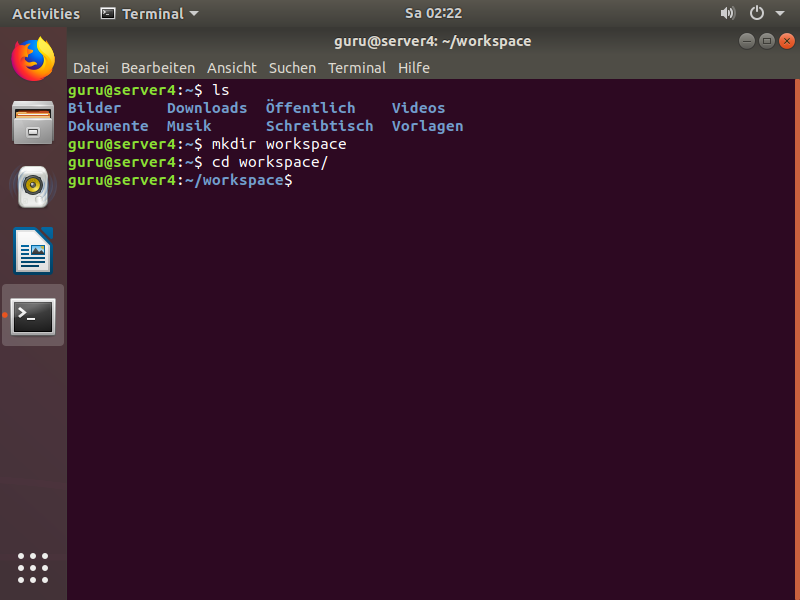 Activities Terminal Sa 02:22
guru@server4: ~/workspace
Datei Bearbeiten Ansicht Suchen Terminal Hilfe
guru@server4:~$ ls
Bilder Downloads Öffentlich Videos
Dokumente Musik Schreibtisch Vorlagen
guru@server4:~$ mkdir workspace
guru@server4:~$ cd workspace/
guru@server4:~/workspace$